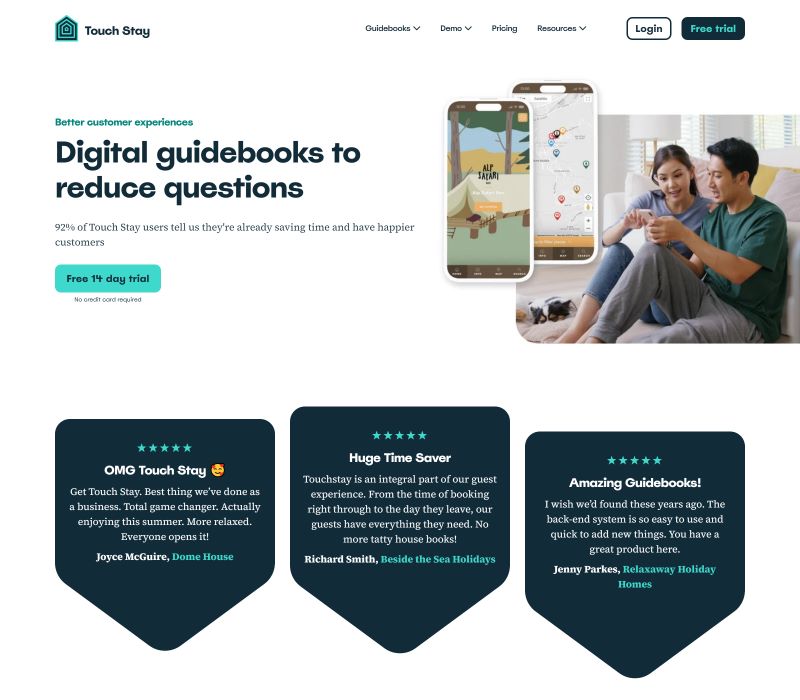 Touch Stay
Guidebooks
Demo
Pricing
Resources
Login
Free trial
Better customer experiences
Digital guidebooks to
reduce questions
92% of Touch Stay users tell us they're already saving time and have happier
customers
Free 14 day trial
No credit card required
ALP
SAFARI
★★★★★
OMG Touch Stay 🥰
Get Touch Stay. Best thing we've done as
a business. Total game changer. Actually
enjoying this summer. More relaxed.
Everyone opens it!
Joyce McGuire, Dome House
★★★★★
Huge Time Saver
Touchstay is an integral part of our guest
experience. From the time of booking
right through to the day they leave, our
guests have everything they need. No
more tatty house books!
Richard Smith, Beside the Sea Holidays
★★★★★
Amazing Guidebooks!
I wish we'd found these years ago. The
back-end system is so easy to use and
quick to add new things. You have a
great product here.
Jenny Parkes, Relaxaway Holiday
Homes